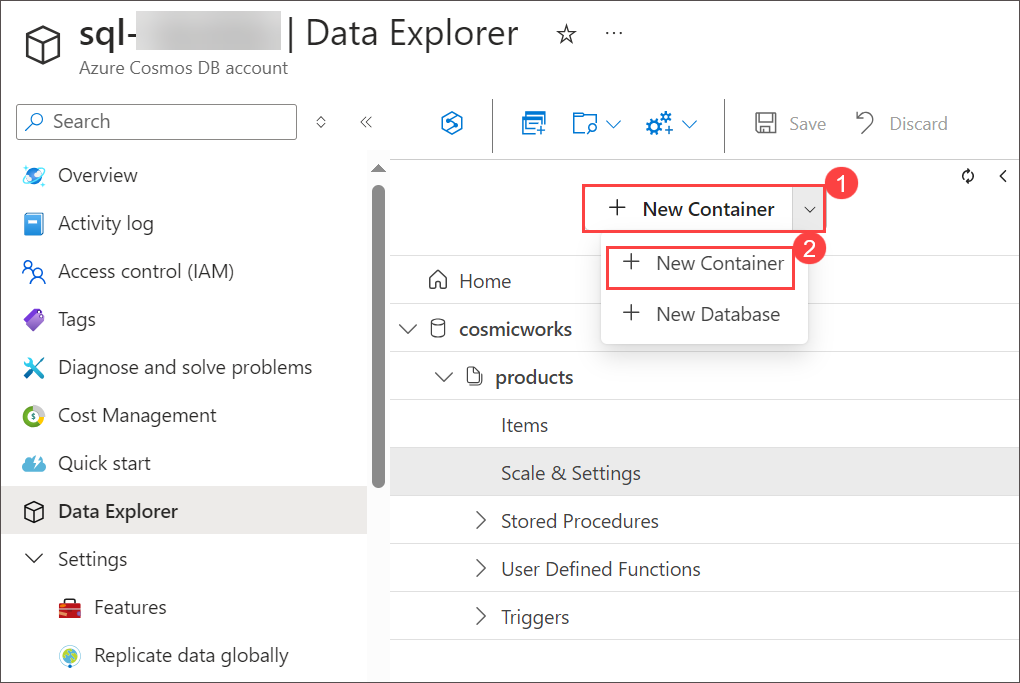 sql- | Data Explorer
Azure Cosmos DB account
Search
Save
Discard
Overview
Activity log
Access control (IAM)
Tags
Diagnose and solve problems
Cost Management
Quick start
Data Explorer
Settings
Features
Replicate data globally
+ New Container
1
+ New Container
2
+ New Database
Home
cosmicworks
products
Items
Scale & Settings
Stored Procedures
User Defined Functions
Triggers